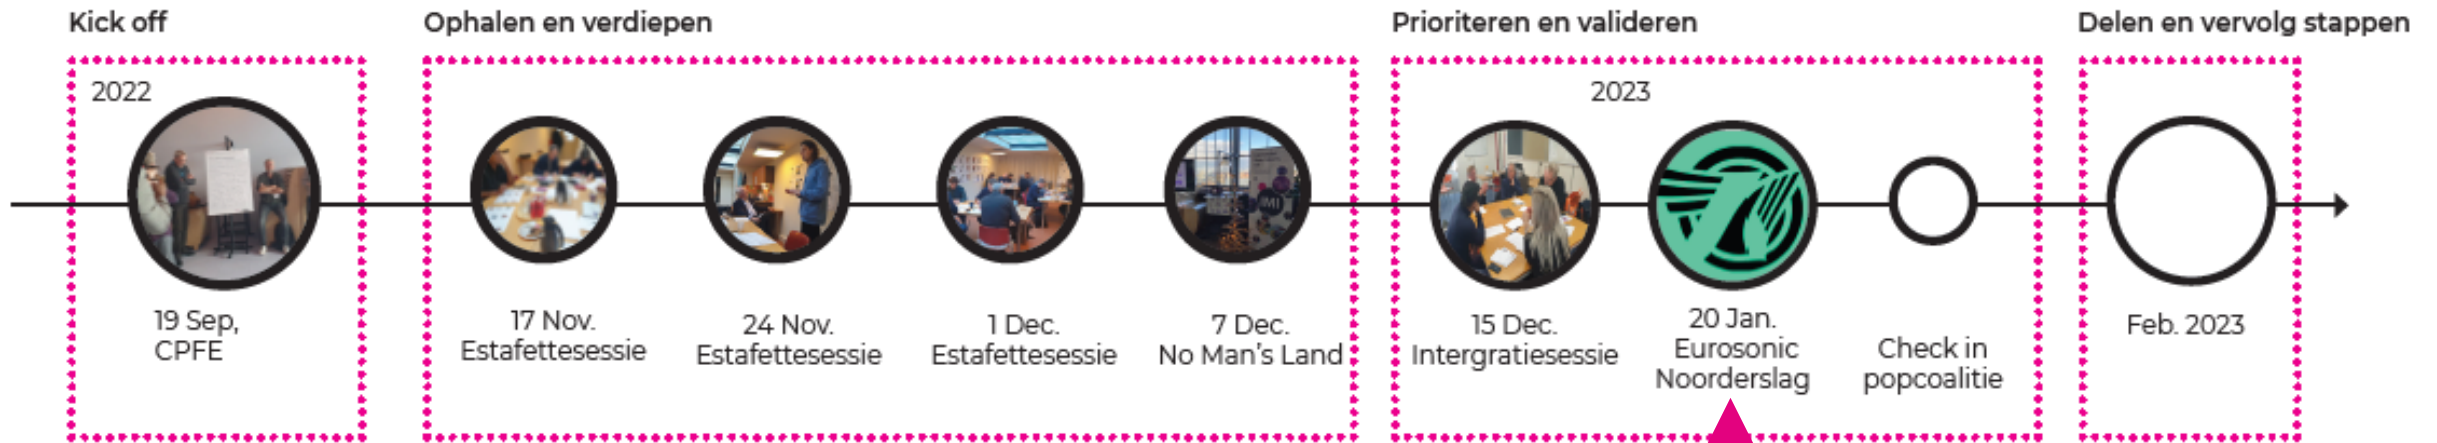 Kick off
Ophalen en verdiepen
Prioriteren en valideren
Delen en vervolg stappen
2022
2023
19 Sep,
CPFE
17 Nov.
Estafettesessie
24 Nov.
Estafettesessie
1 Dec.
Estafettesessie
7 Dec.
No Man's Land
15 Dec.
Intergratiesessie
20 Jan.
Eurosonic
Noorderslag
Check in
popcoalitie
Feb. 2023
IMI